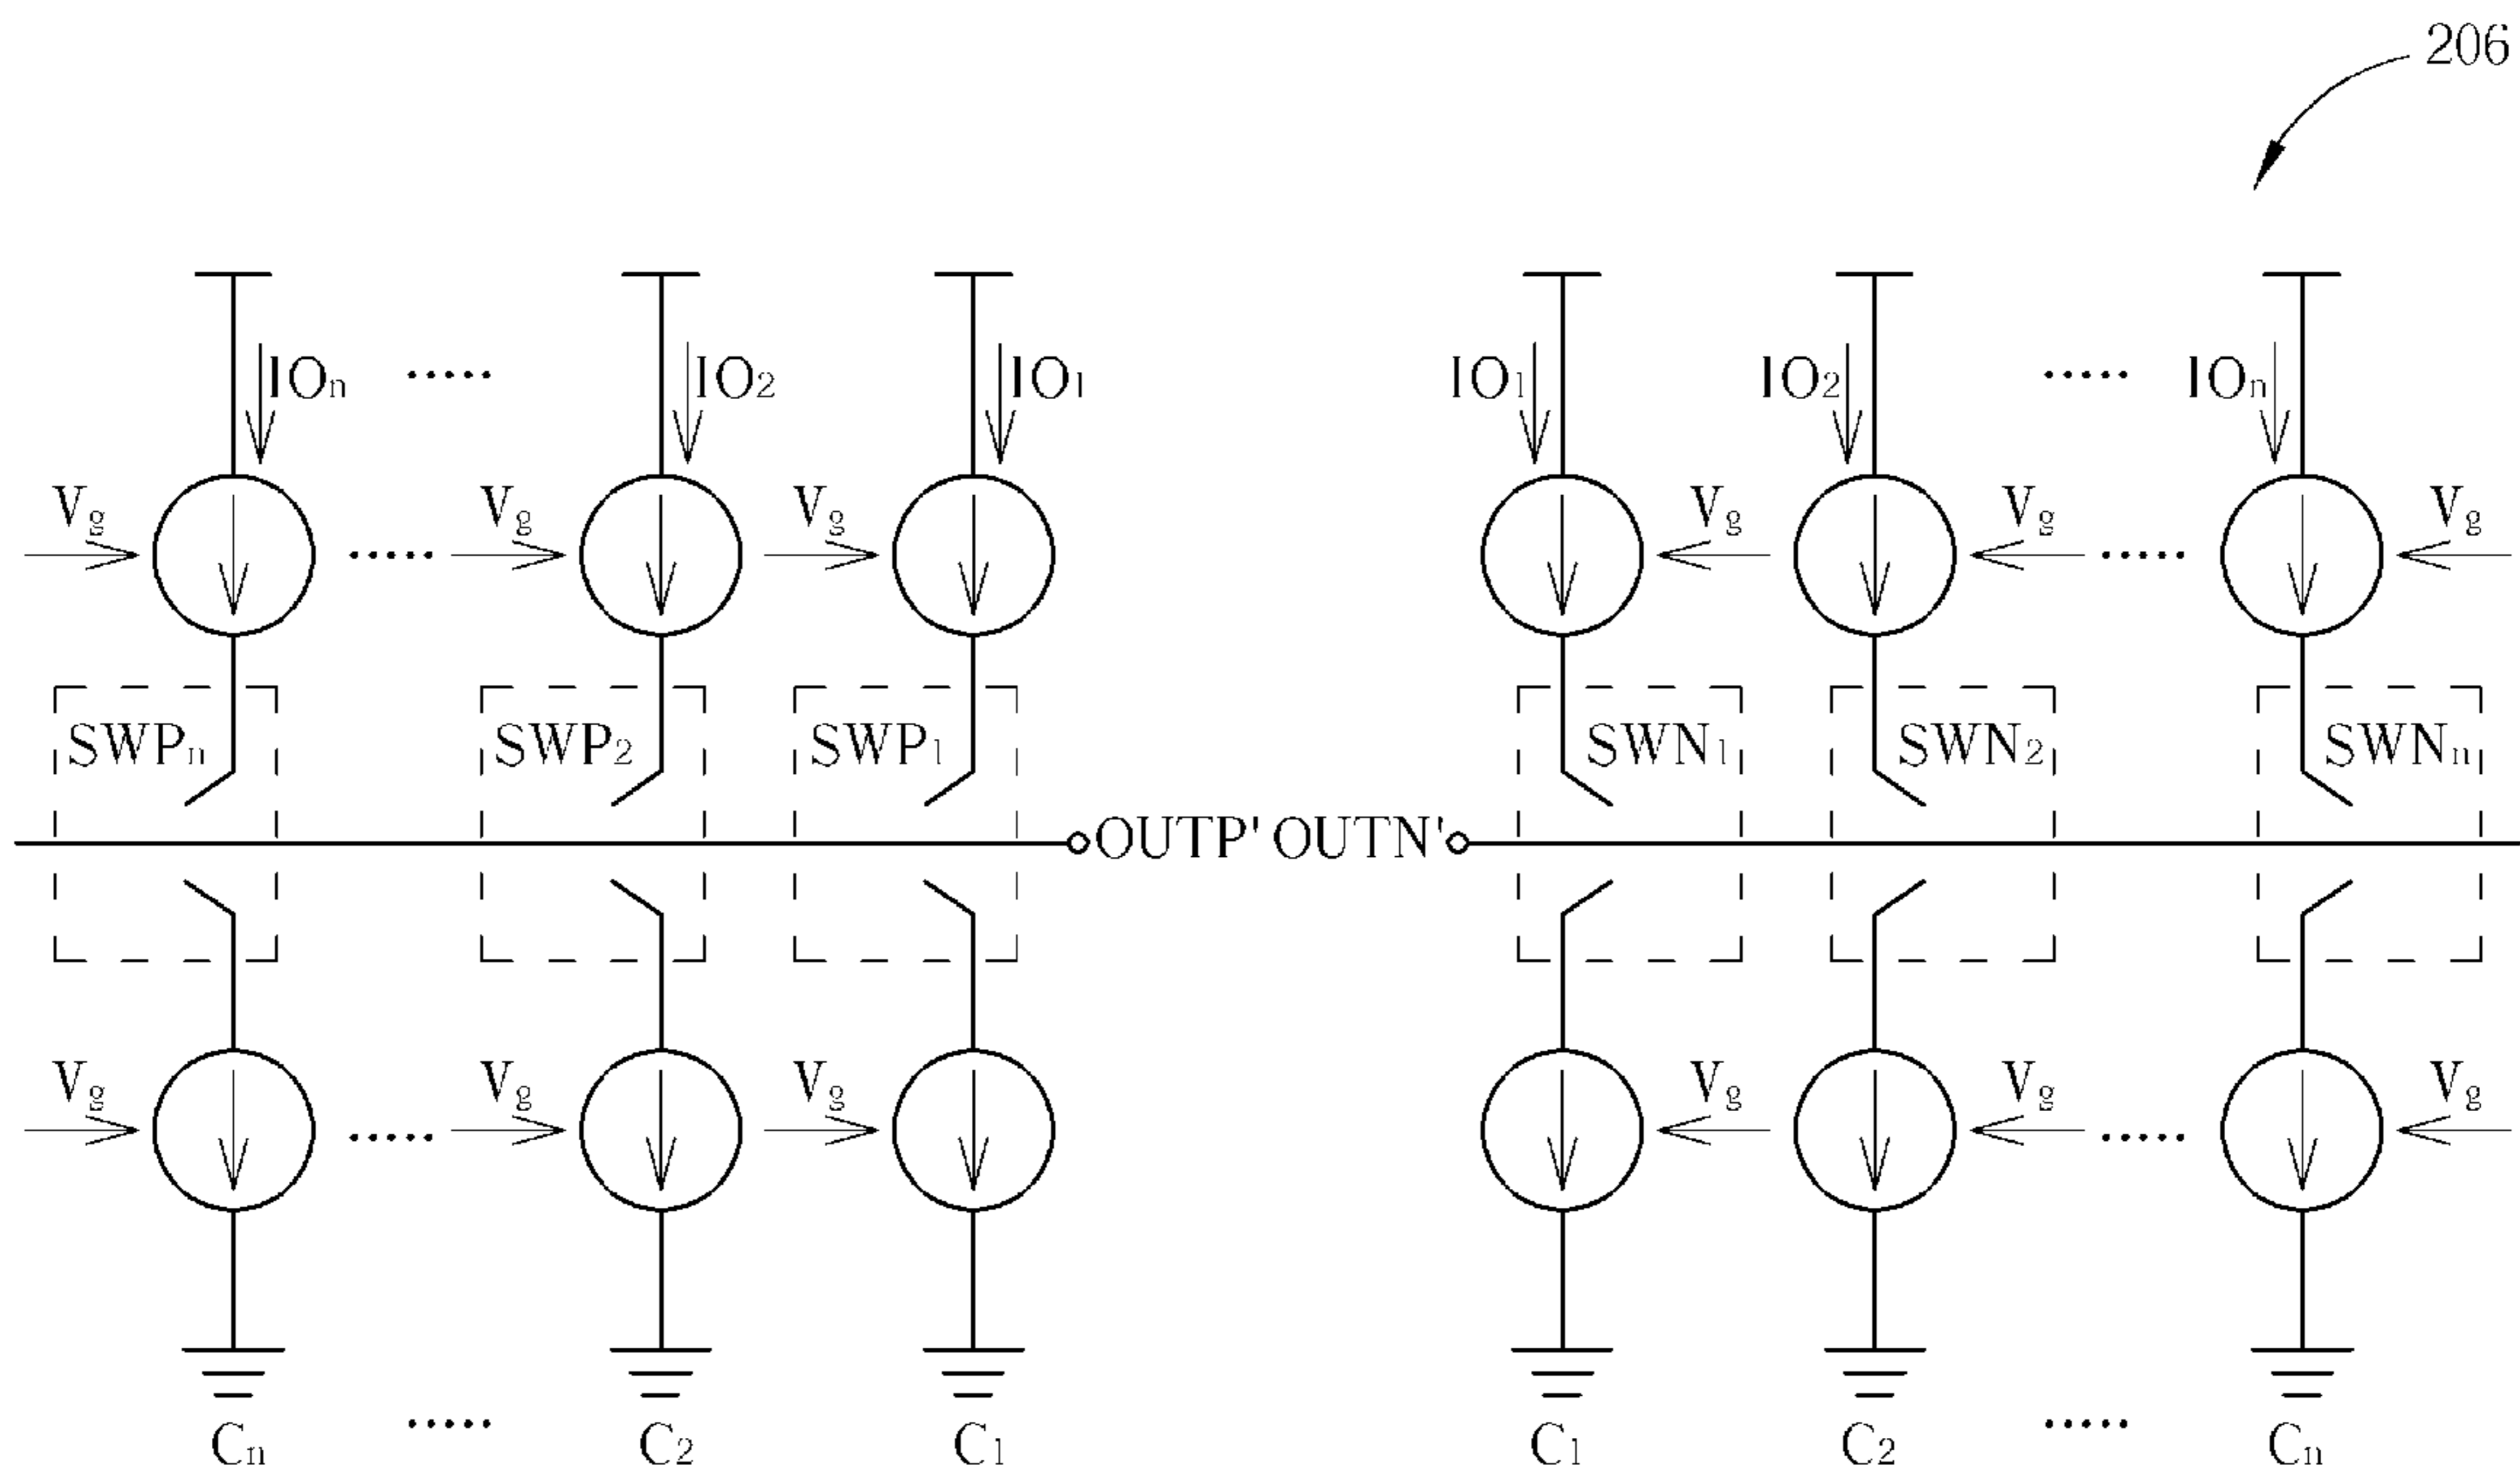 206
IOn ..... IO2 IO1 IO1 IO2 ..... IOn
Vg ..... Vg Vg Vg Vg ..... Vg
SWPn SWP2 SWP1 SWN1 SWN2 SWNn
OUTP' OUTN'
Vg ..... Vg Vg Vg Vg ..... Vg
Cn ..... C2 C1 C1 C2 ..... Cn